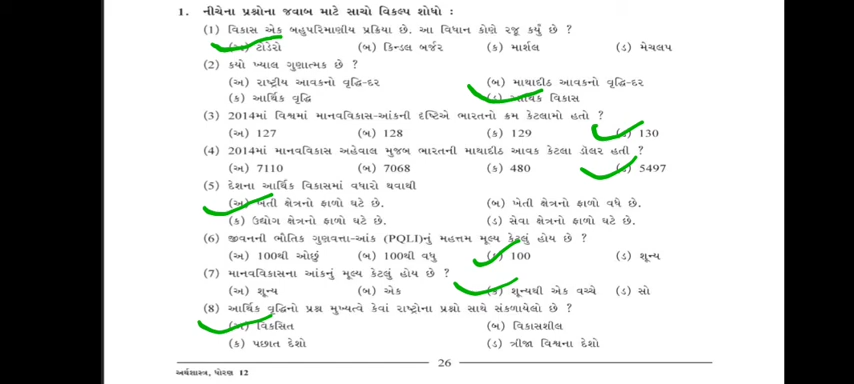 1. નીચેના પ્રશ્નોના જવાબ માટે સાચો વિકલ્પ શોધો :
(1) વિકાસ એક બહુપરિમાણીય પ્રક્રિયા છે. આ વિધાન કોણે રજૂ કર્યું છે ?
(અ) ટોડેરો (બ) કિન્ડલ બર્જર (ક) માર્શલ (ડ) મેચલપ
(2) કયો ખ્યાલ ગુણાત્મક છે ?
(અ) રાષ્ટ્રીય આવકનો વૃદ્ધિ-દર (બ) માથાદીઠ આવકનો વૃદ્ધિ-દર
(ક) આર્થિક વૃદ્ધિ (ડ) આર્થિક વિકાસ
(3) 2014માં વિશ્વમાં માનવવિકાસ-આંકની દૃષ્ટિએ ભારતનો ક્રમ કેટલામો હતો ?
(અ) 127 (બ) 128 (ક) 129 (ડ) 130
(4) 2014માં માનવવિકાસ અહેવાલ મુજબ ભારતની માથાદીઠ આવક કેટલા ડૉલર હતી ?
(અ) 7110 (બ) 7068 (ક) 480 (ડ) 5497
(5) દેશના આર્થિક વિકાસમાં વધારો થવાથી
(અ) ખેતી ક્ષેત્રનો ફાળો ઘટે છે. (બ) ખેતી ક્ષેત્રનો ફાળો વધે છે.
(ક) ઉદ્યોગ ક્ષેત્રનો ફાળો ઘટે છે. (ડ) સેવા ક્ષેત્રનો ફાળો ઘટે છે.
(6) જીવનની ભૌતિક ગુણવત્તા-આંક (PQLI)નું મહત્તમ મૂલ્ય કેટલું હોય છે ?
(અ) 100થી ઓછું (બ) 100થી વધુ (ક) 100 (ડ) શૂન્ય
(7) માનવવિકાસના આંકનું મૂલ્ય કેટલું હોય છે ?
(અ) શૂન્ય (બ) એક (ક) શૂન્યથી એક વચ્ચે (ડ) સો
(8) આર્થિક વૃદ્ધિનો પ્રશ્ન મુખ્યત્વે કેવાં રાષ્ટ્રોના પ્રશ્નો સાથે સંકળાયેલો છે ?
(અ) વિકસિત (બ) વિકાસશીલ
(ક) પછાત દેશો (ડ) ત્રીજા વિશ્વના દેશો
26
અર્થશાસ્ત્ર, ધોરણ 12